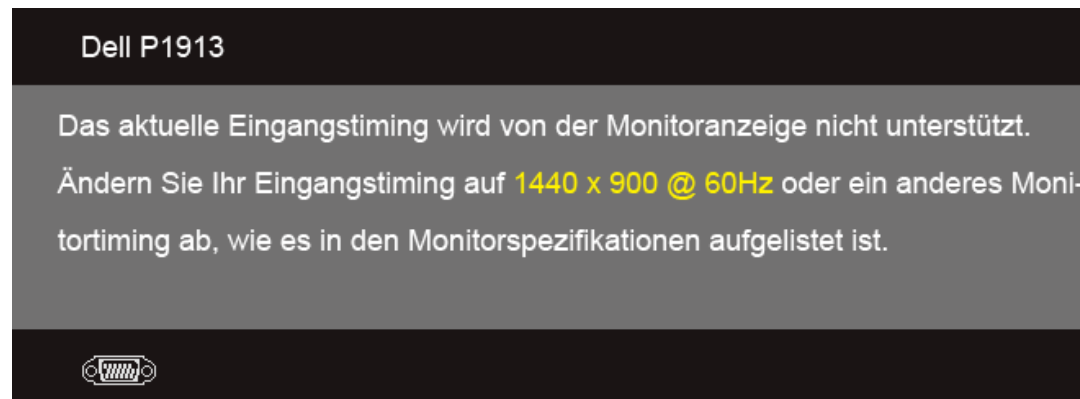 Dell P1913
Das aktuelle Eingangstiming wird von der Monitoranzeige nicht unterstützt.
Ändern Sie Ihr Eingangstiming auf 1440 x 900 @ 60Hz oder ein anderes Moni-
tortiming ab, wie es in den Monitorspezifikationen aufgelistet ist.